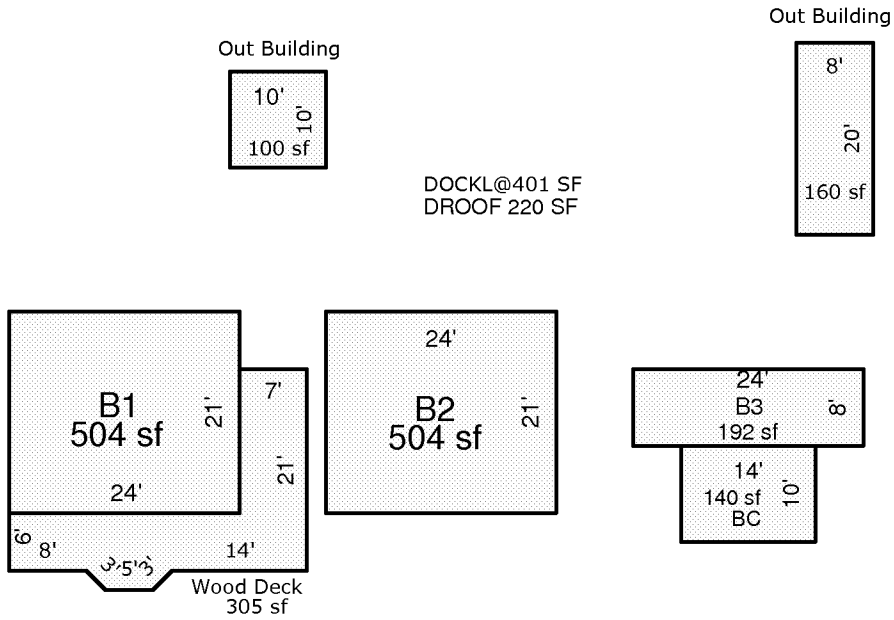 Out Building
Out Building
10'
10'
100 sf
8'
20'
160 sf
DOCKL@401 SF
DROOF 220 SF
B1
504 sf
21'
24'
7'
21'
6'
8'
3'
5'
3'
14'
Wood Deck
305 sf
24'
B2
504 sf
21'
24'
B3
192 sf
8'
14'
140 sf
BC
10'